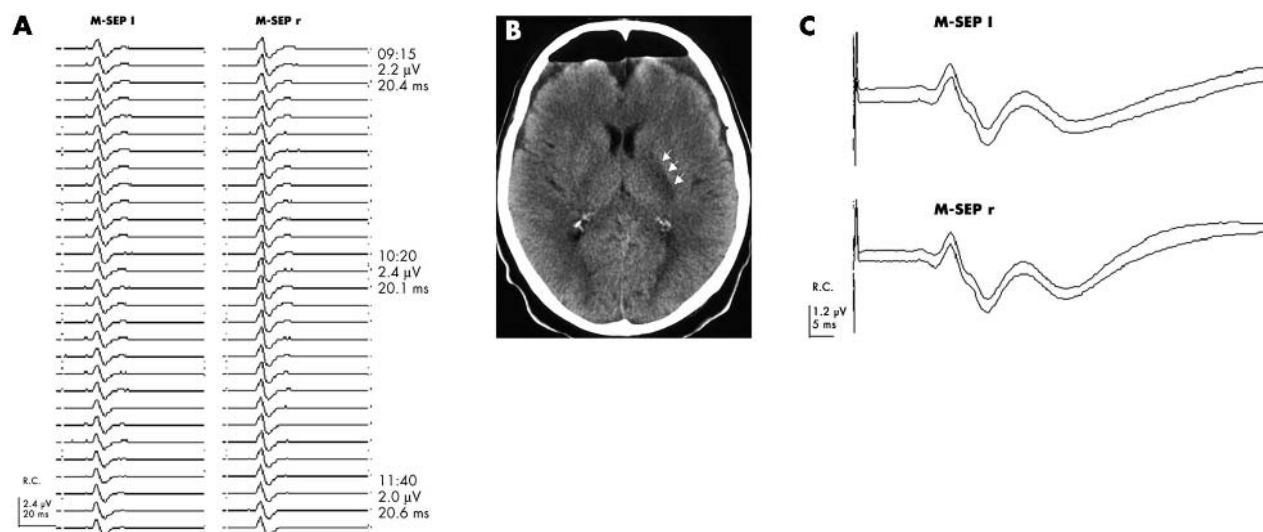 A
M-SEP l
M-SEP r
09:15
2.2 µV
20.4 ms
10:20
2.4 µV
20.1 ms
11:40
2.0 µV
20.6 ms
R.C.
2.4 µV
20 ms
B
C
M-SEP l
M-SEP r
R.C.
1.2 µV
5 ms